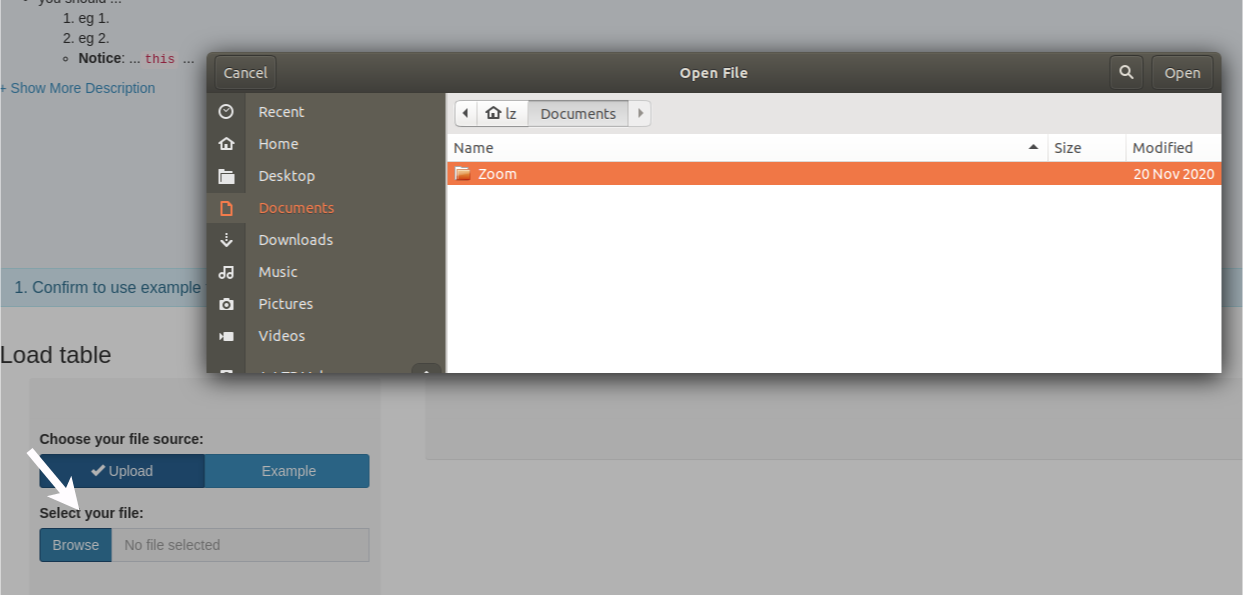 you should ...
1. eg 1.
2. eg 2.
Notice: ... this ...
+ Show More Description
1. Confirm to use example
Cancel
Open File
Open
Recent
Home
Desktop
Documents
Downloads
Music
Pictures
Videos
lz
Documents
Name Size Modified
Zoom 20 Nov 2020
Load table
Choose your file source:
Upload Example
Select your file:
Browse No file selected